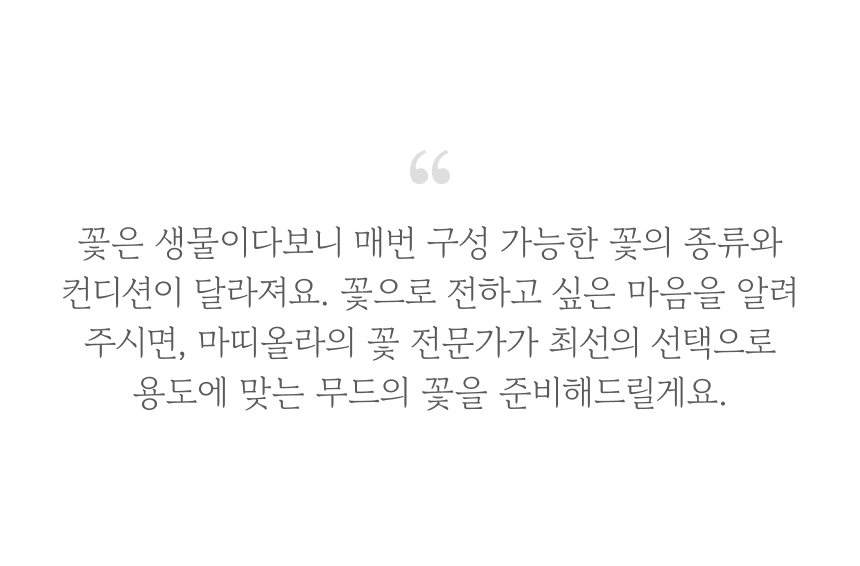 “
꽃은 생물이다보니 매번 구성 가능한 꽃의 종류와
컨디션이 달라져요. 꽃으로 전하고 싶은 마음을 알려
주시면, 마띠올라의 꽃 전문가가 최선의 선택으로
용도에 맞는 무드의 꽃을 준비해드릴게요.